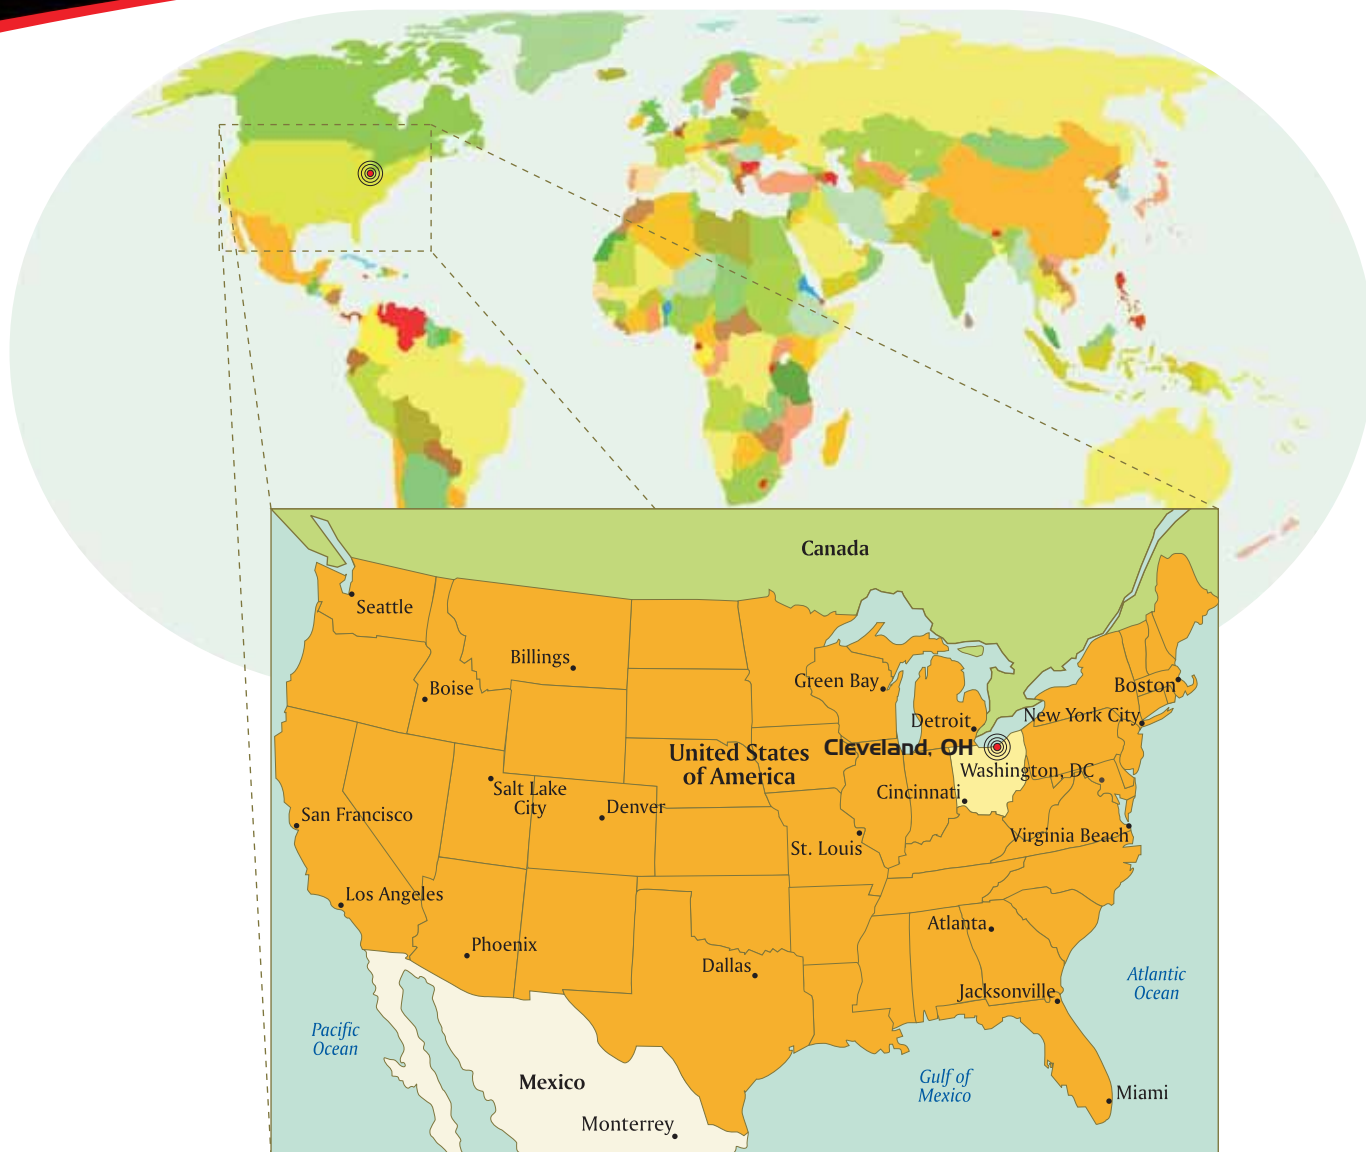 Canada
Seattle
Billings
Boise
Green Bay
Boston
New York City
Detroit
Cleveland, OH
United States
of America
Washington, DC
Salt Lake
City
Cincinnati
Denver
San Francisco
Virginia Beach
St. Louis
Los Angeles
Atlanta
Phoenix
Dallas
Atlantic
Ocean
Jacksonville
Pacific
Ocean
Gulf of
Mexico
Mexico
Miami
Monterrey